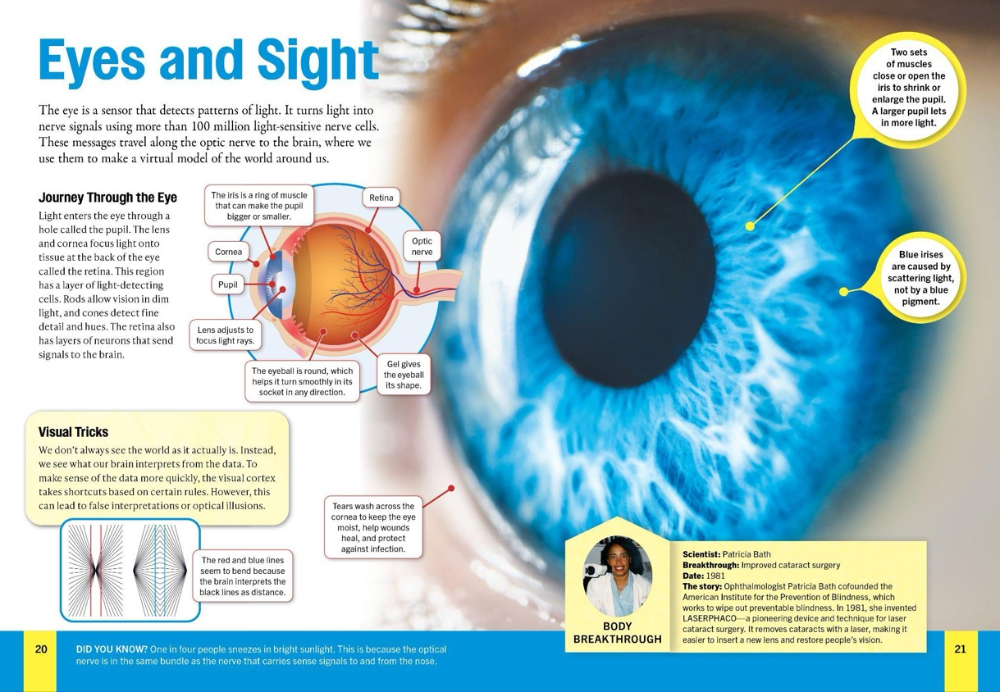 Eyes and Sight
The eye is a sensor that detects patterns of light. It turns light into
nerve signals using more than 100 million light-sensitive nerve cells.
These messages travel along the optic nerve to the brain, where we
use them to make a virtual model of the world around us.
Journey Through the Eye
Light enters the eye through a
hole called the pupil. The lens
and cornea focus light onto
tissue at the back of the eye
called the retina. This region
has a layer of light-detecting
cells. Rods allow vision in dim
light, and cones detect fine
detail and hues. The retina also
has layers of neurons that send
signals to the brain.
The iris is a ring of muscle
that can make the pupil
bigger or smaller.
Retina
Cornea
Optic
nerve
Pupil
Lens adjusts to
focus light rays.
The eyeball is round, which
helps it turn smoothly in its
socket in any direction.
Gel gives
the eyeball
its shape.
Two sets
of muscles
close or open the
iris to shrink or
enlarge the pupil.
A larger pupil lets
in more light.
Blue irises
are caused by
scattering light,
not by a blue
pigment.
Visual Tricks
We don't always see the world as it actually is. Instead,
we see what our brain interprets from the data. To
make sense of the data more quickly, the visual cortex
takes shortcuts based on certain rules. However, this
can lead to false interpretations or optical illusions.
The red and blue lines
seem to bend because
the brain interprets the
black lines as distance.
Tears wash across the
cornea to keep the eye
moist, help wounds
heal, and protect
against infection.
BODY
BREAKTHROUGH
Scientist: Patricia Bath
Breakthrough: Improved cataract surgery
Date: 1981
The story: Ophthalmologist Patricia Bath cofounded the
American Institute for the Prevention of Blindness, which
works to wipe out preventable blindness. In 1981, she invented
LASERPHACO—a pioneering device and technique for laser
cataract surgery. It removes cataracts with a laser, making it
easier to insert a new lens and restore people's vision.
20
DID YOU KNOW? One in four people sneezes in bright sunlight. This is because the optical
nerve is in the same bundle as the nerve that carries sense signals to and from the nose.
21